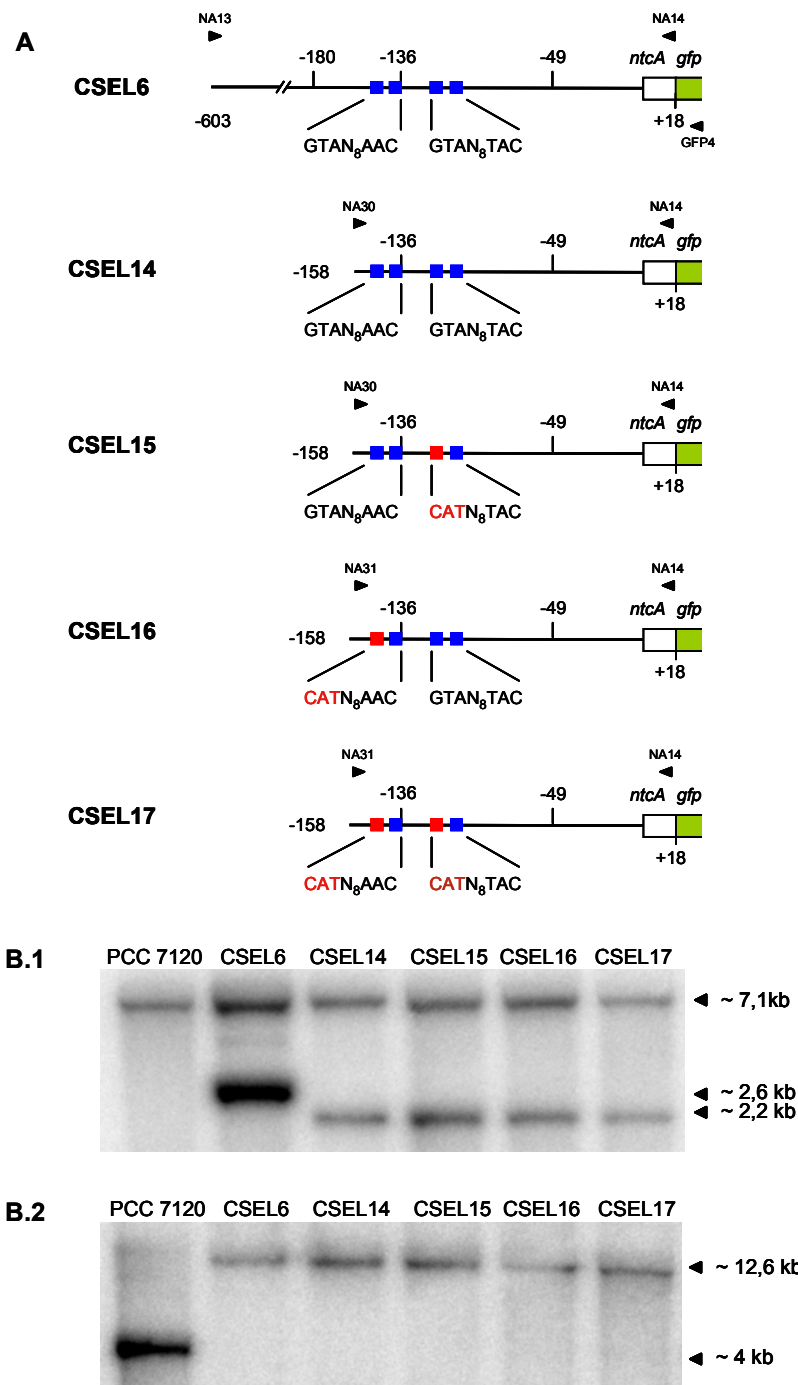 A
NA13 NA14
-180 -136 -49 ntcA gfp
CSEL6
-603 +18
GFP4
GTAN₈AAC GTAN₈TAC
NA30 NA14
-136 -49 ntcA gfp
CSEL14 -158
+18
GTAN₈AAC GTAN₈TAC
NA30 NA14
-136 -49 ntcA gfp
CSEL15 -158
+18
GTAN₈AAC CATN₈TAC
NA31 NA14
-136 -49 ntcA gfp
CSEL16 -158
+18
CATN₈AAC GTAN₈TAC
NA31 NA14
-136 -49 ntcA gfp
CSEL17 -158
+18
CATN₈AAC CATN₈TAC
B.1 PCC 7120 CSEL6 CSEL14 CSEL15 CSEL16 CSEL17
~ 7,1kb
~ 2,6 kb
~ 2,2 kb
B.2 PCC 7120 CSEL6 CSEL14 CSEL15 CSEL16 CSEL17
~ 12,6 kb
~ 4 kb